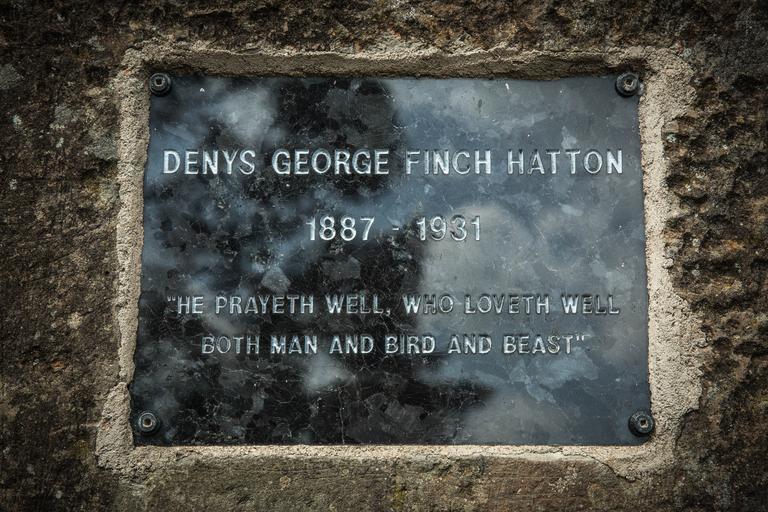 DENYS GEORGE FINCH HATTON
1887 - 1931
"HE PRAYETH WELL, WHO LOVETH WELL
BOTH MAN AND BIRD AND BEAST"